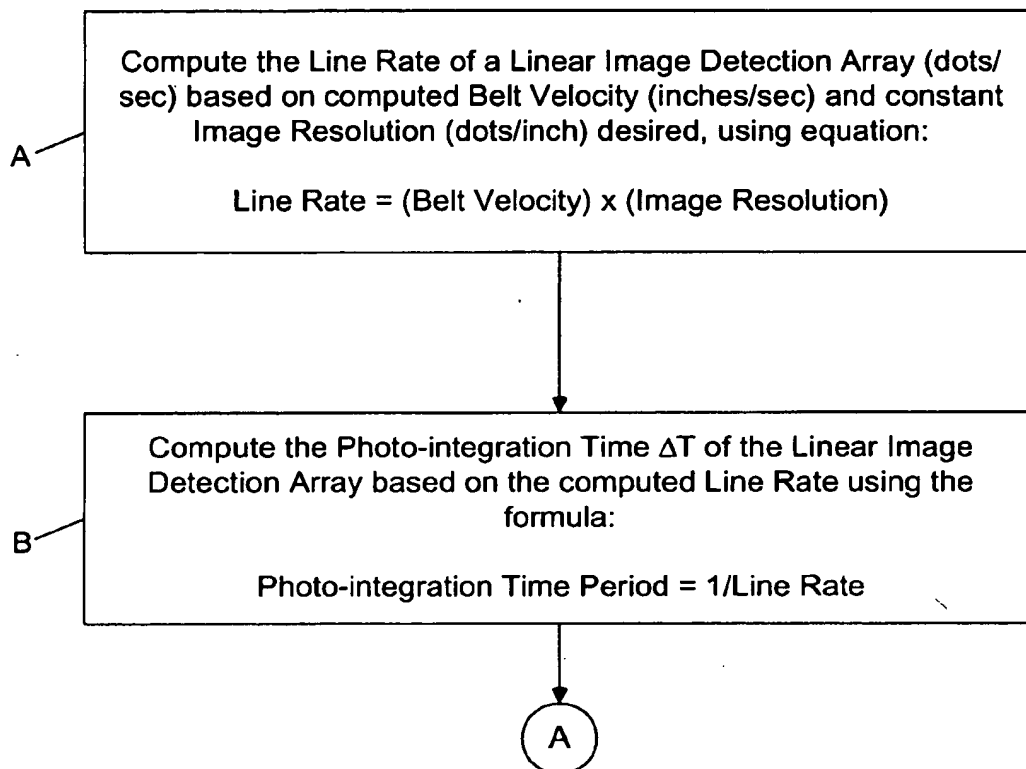 Compute the Line Rate of a Linear Image Detection Array (dots/
sec) based on computed Belt Velocity (inches/sec) and constant
Image Resolution (dots/inch) desired, using equation:
A
Line Rate = (Belt Velocity) x (Image Resolution)
Compute the Photo-integration Time ΔT of the Linear Image
Detection Array based on the computed Line Rate using the
formula:
B
Photo-integration Time Period = 1/Line Rate
A